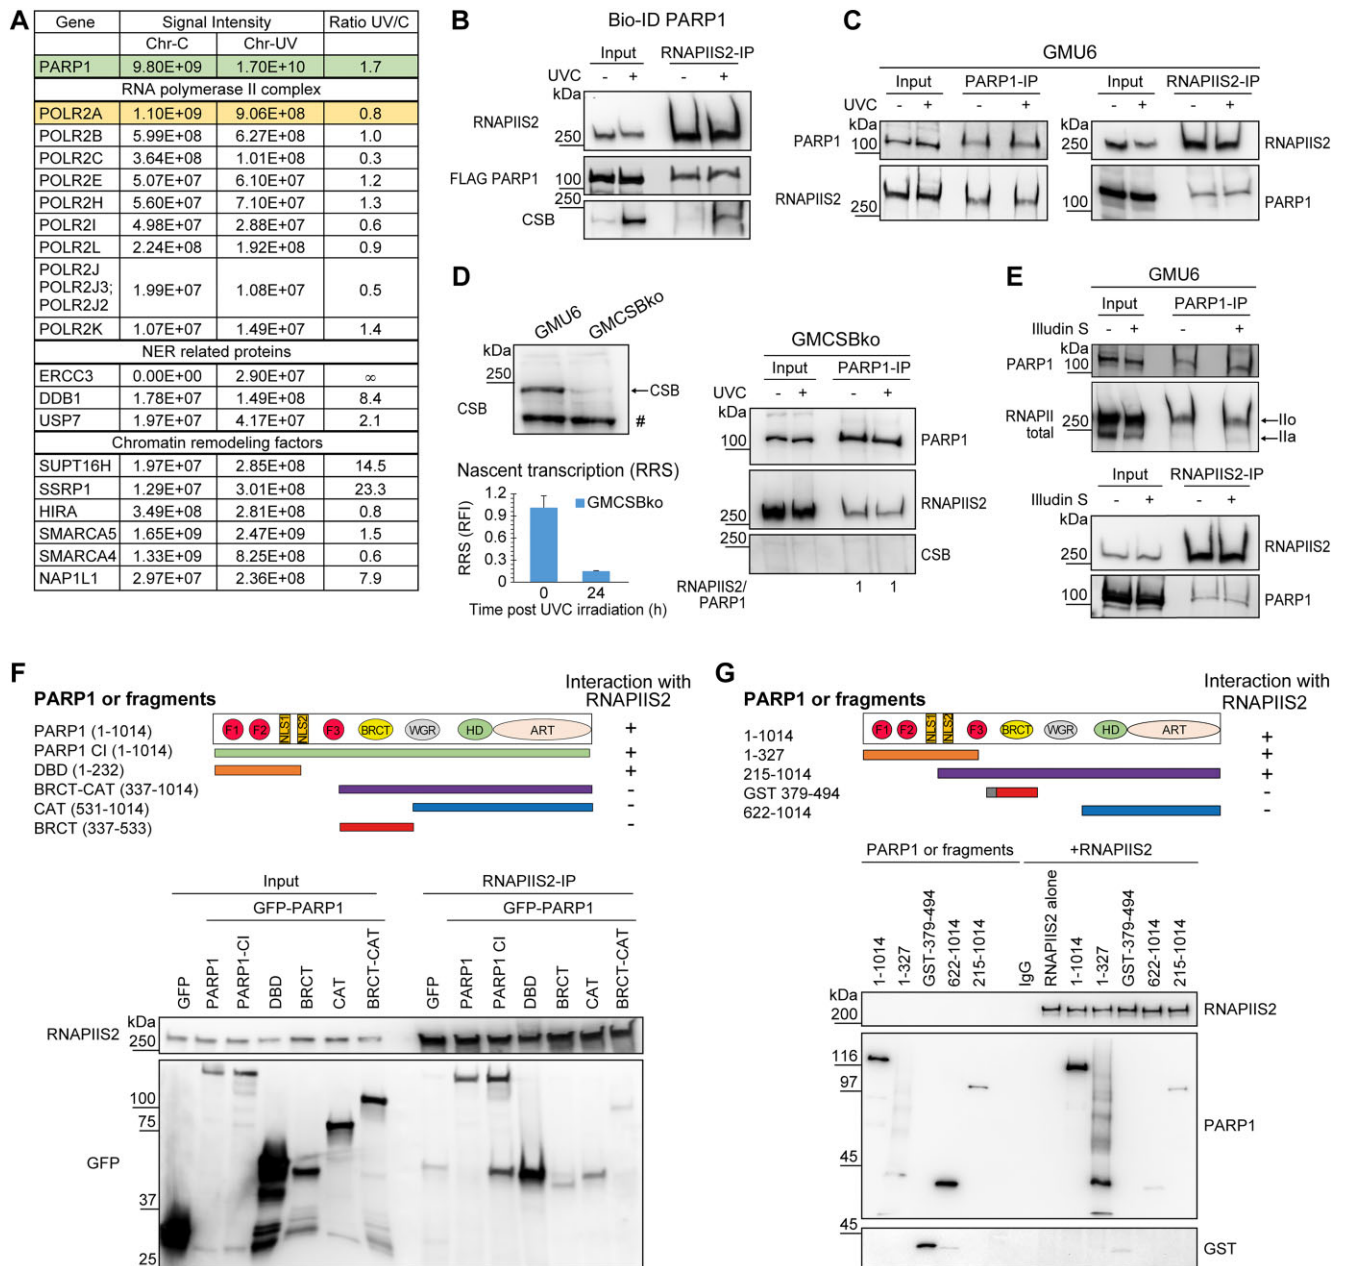 A
Gene Signal Intensity Ratio UV/C
Chr-C Chr-UV
PARP1 9.80E+09 1.70E+10 1.7
RNA polymerase II complex
POLR2A 1.10E+09 9.06E+08 0.8
POLR2B 5.99E+08 6.27E+08 1.0
POLR2C 3.64E+08 1.01E+08 0.3
POLR2E 5.07E+07 6.10E+07 1.2
POLR2H 5.60E+07 7.10E+07 1.3
POLR2I 4.98E+07 2.88E+07 0.6
POLR2L 2.24E+08 1.92E+08 0.9
POLR2J
POLR2J3; 1.99E+07 1.08E+07 0.5
POLR2J2
POLR2K 1.07E+07 1.49E+07 1.4
NER related proteins
ERCC3 0.00E+00 2.90E+07 ∞
DDB1 1.78E+07 1.49E+08 8.4
USP7 1.97E+07 4.17E+07 2.1
Chromatin remodeling factors
SUPT16H 1.97E+07 2.85E+08 14.5
SSRP1 1.29E+07 3.01E+08 23.3
HIRA 3.49E+08 2.81E+08 0.8
SMARCA5 1.65E+09 2.47E+09 1.5
SMARCA4 1.33E+09 8.25E+08 0.6
NAP1L1 2.97E+07 2.36E+08 7.9
B
Bio-ID PARP1
Input RNAPIIS2-IP
UVC - + - +
kDa
RNAPIIS2
250
FLAG PARP1
100
250
CSB
C
GMU6
Input PARP1-IP
UVC - + - +
kDa
PARP1 100
RNAPIIS2
250
Input RNAPIIS2-IP
- + - +
kDa
250 RNAPIIS2
100 PARP1
D
GMU6 GMCSBko
kDa
250
CSB ←CSB
#
Nascent transcription (RRS)
RRS (RFI)
1.2
0.9
0.6
0.3
0
GMCSBko
0 24
Time post UVC irradiation (h)
GMCSBko
Input PARP1-IP
UVC - + - +
kDa
100 PARP1
RNAPIIS2
250
250
CSB
RNAPIIS2/ 1 1
PARP1
E
GMU6
Input PARP1-IP
Illudin S - + - +
kDa
PARP1 100
RNAPII 250 ←IIo
total ←IIa
Input RNAPIIS2-IP
Illudin S - + - +
kDa
250 RNAPIIS2
100 PARP1
F
PARP1 or fragments
Interaction with
RNAPIIS2
F1 F2 NLS1 NLS2 F3 BRCT WGR HD ART
PARP1 (1-1014) +
PARP1 CI (1-1014) +
DBD (1-232) +
BRCT-CAT (337-1014) -
CAT (531-1014) -
BRCT (337-533) -
Input RNAPIIS2-IP
GFP-PARP1 GFP-PARP1
GFP PARP1 PARP1-CI DBD BRCT CAT BRCT-CAT
GFP PARP1 PARP1 CI DBD BRCT CAT BRCT-CAT
kDa
RNAPIIS2
250
100
75
GFP
37
25
G
PARP1 or fragments
Interaction with
RNAPIIS2
F1 F2 NLS1 NLS2 F3 BRCT WGR HD ART
1-1014 +
1-327 +
215-1014 +
GST 379-494 -
622-1014 -
PARP1 or fragments +RNAPIIS2
1-1014 1-327 GST-379-494 622-1014 215-1014
IgG RNAPIIS2 alone 1-1014 1-327 GST-379-494 622-1014 215-1014
kDa
200 RNAPIIS2
116
97
PARP1
45
45
GST